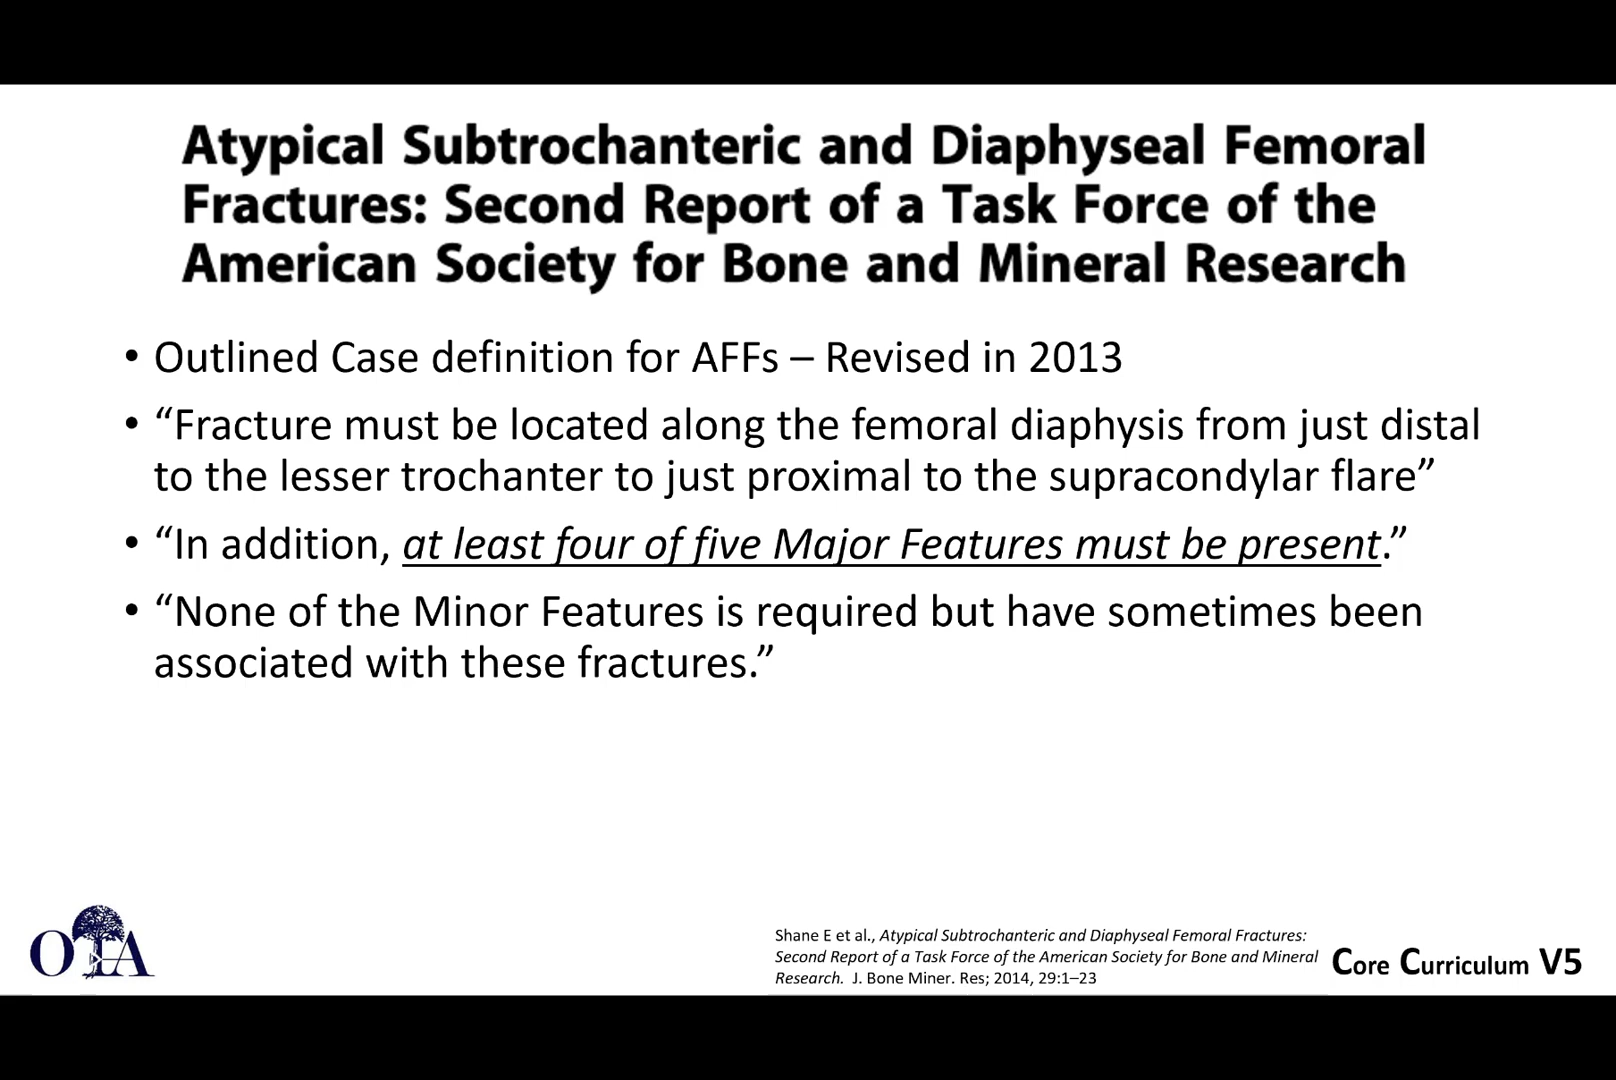 Atypical Subtrochanteric and Diaphyseal Femoral
Fractures: Second Report of a Task Force of the
American Society for Bone and Mineral Research
• Outlined Case definition for AFFs – Revised in 2013
• “Fracture must be located along the femoral diaphysis from just distal
to the lesser trochanter to just proximal to the supracondylar flare”
• “In addition, at least four of five Major Features must be present.”
• “None of the Minor Features is required but have sometimes been
associated with these fractures.”
OTA
Shane E et al., Atypical Subtrochanteric and Diaphyseal Femoral Fractures:
Second Report of a Task Force of the American Society for Bone and Mineral
Research. J. Bone Miner. Res; 2014, 29:1–23
Core Curriculum V5